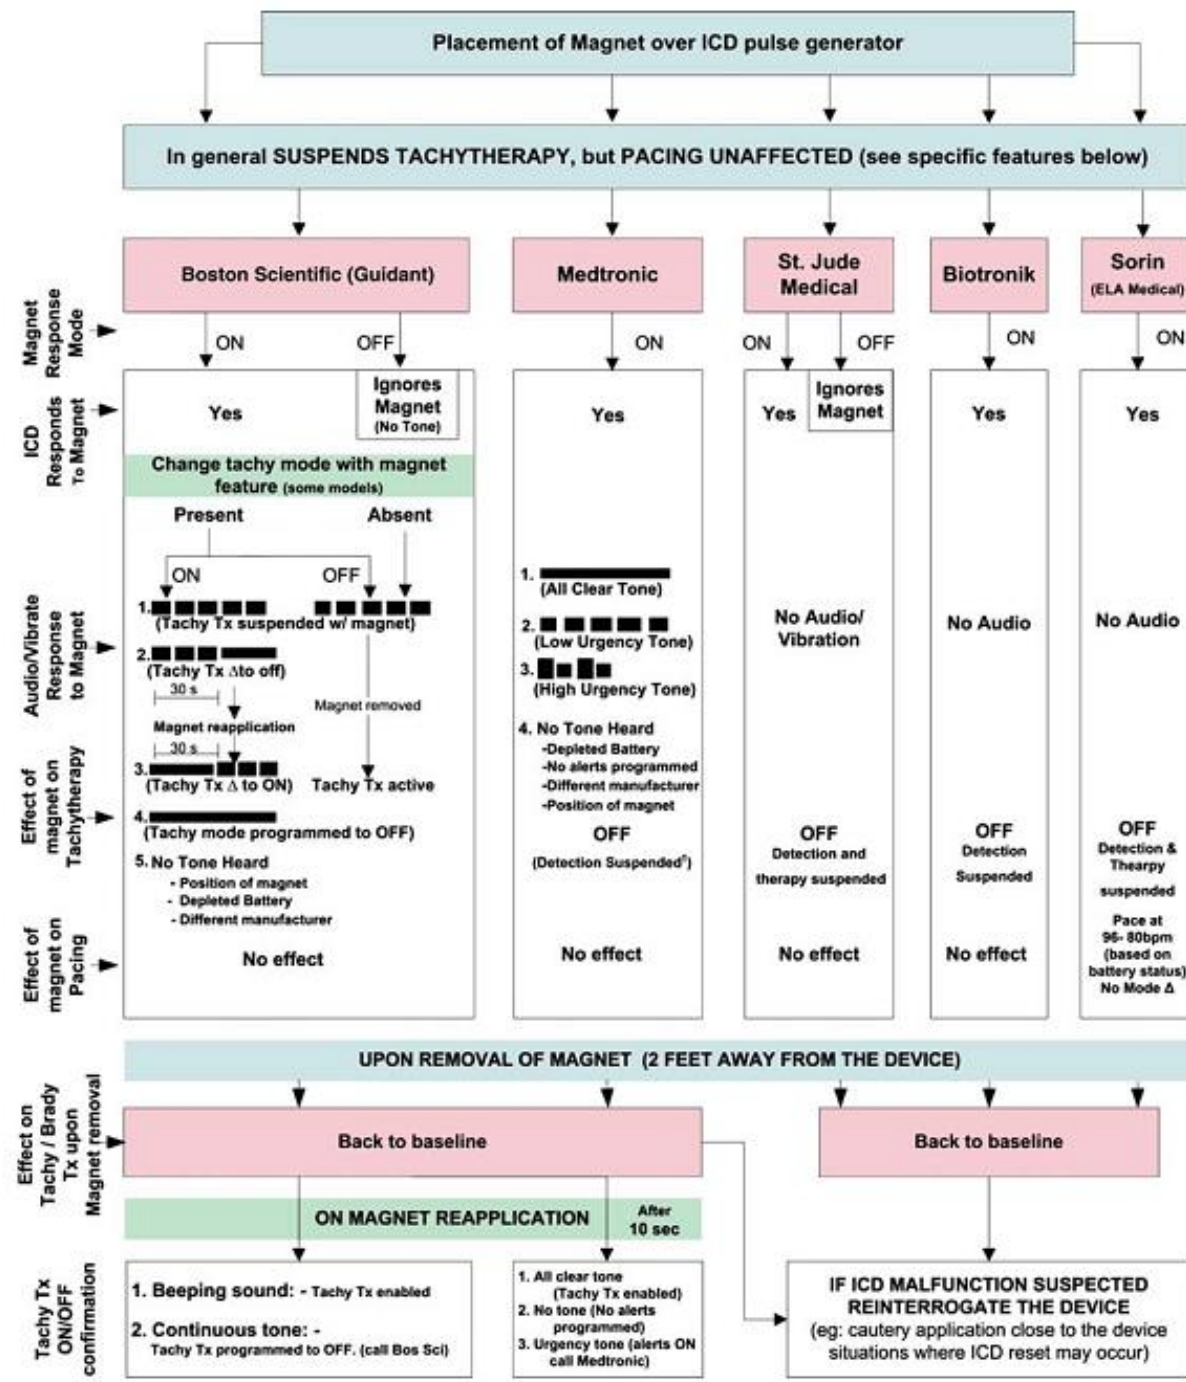 Placement of Magnet over ICD pulse generator
In general SUSPENDS TACHYTHERAPY, but PACING UNAFFECTED (see specific features below)
Boston Scientific (Guidant)
Medtronic
St. Jude
Medical
Biotronik
Sorin
(ELA Medical)
Magnet
Response
Mode
ON
OFF
ON
ON
OFF
ON
ON
ICD
Responds
To Magnet
Yes
Ignores
Magnet
(No Tone)
Yes
Yes
Ignores
Magnet
Yes
Yes
Change tachy mode with magnet
feature (some models)
Present
Absent
ON
OFF
Audio/Vibrate
Response
to Magnet
1.
(Tachy Tx suspended w/ magnet)
2.
(Tachy Tx Δto off)
30 s
Magnet reapplication
30 s
3.
(Tachy Tx Δ to ON)
Magnet removed
Tachy Tx active
4.
(Tachy mode programmed to OFF)
5. No Tone Heard
- Position of magnet
- Depleted Battery
- Different manufacturer
1.
(All Clear Tone)
2.
(Low Urgency Tone)
3.
(High Urgency Tone)
4. No Tone Heard
-Depleted Battery
-No alerts programmed
-Different manufacturer
-Position of magnet
No Audio/
Vibration
No Audio
No Audio
Effect of
magnet on
Tachytherapy
OFF
(Detection Suspended )
OFF
Detection and
therapy suspended
OFF
Detection
Suspended
OFF
Detection &
Thearpy
suspended
Effect of
magnet on
Pacing
No effect
No effect
No effect
No effect
Pace at
96- 80bpm
(based on
battery status)
No Mode Δ
UPON REMOVAL OF MAGNET (2 FEET AWAY FROM THE DEVICE)
Effect on
Tachy / Brady
Tx upon
Magnet removal
Back to baseline
Back to baseline
ON MAGNET REAPPLICATION
After
10 sec
Tachy Tx
ON/OFF
confirmation
1. Beeping sound: - Tachy Tx enabled
2. Continuous tone: -
Tachy Tx programmed to OFF. (call Bos Sci)
1. All clear tone
(Tachy Tx enabled)
2. No tone (No alerts
programmed)
3. Urgency tone (alerts ON
call Medtronic)
IF ICD MALFUNCTION SUSPECTED
REINTERROGATE THE DEVICE
(eg: cautery application close to the device
situations where ICD reset may occur)